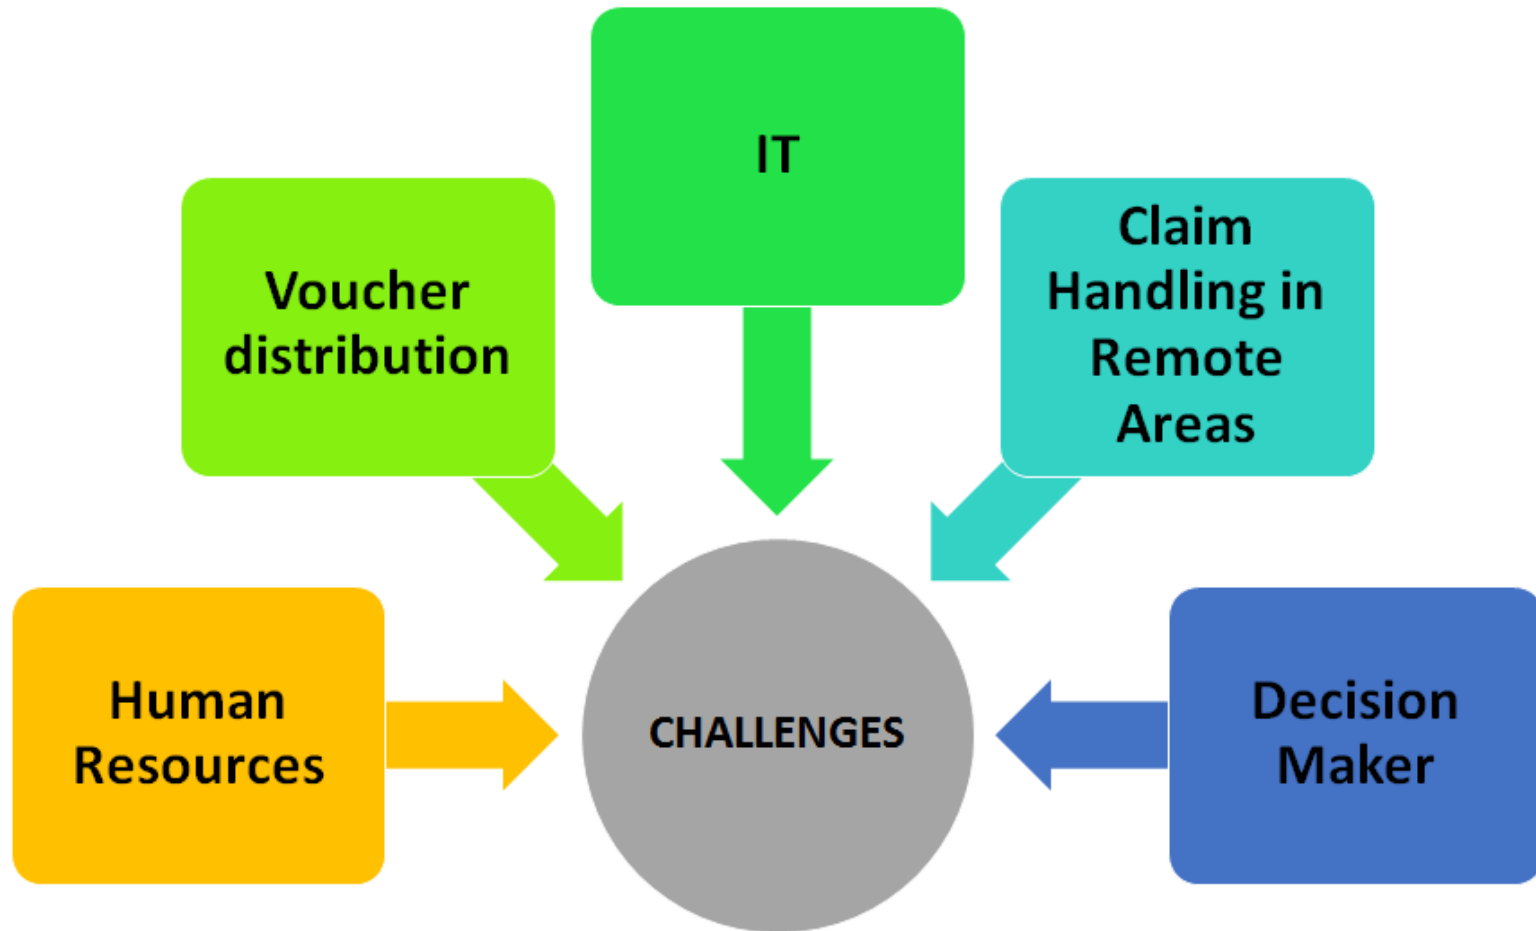 IT
Voucher
distribution
Claim
Handling in
Remote
Areas
Human
Resources
CHALLENGES
Decision
Maker